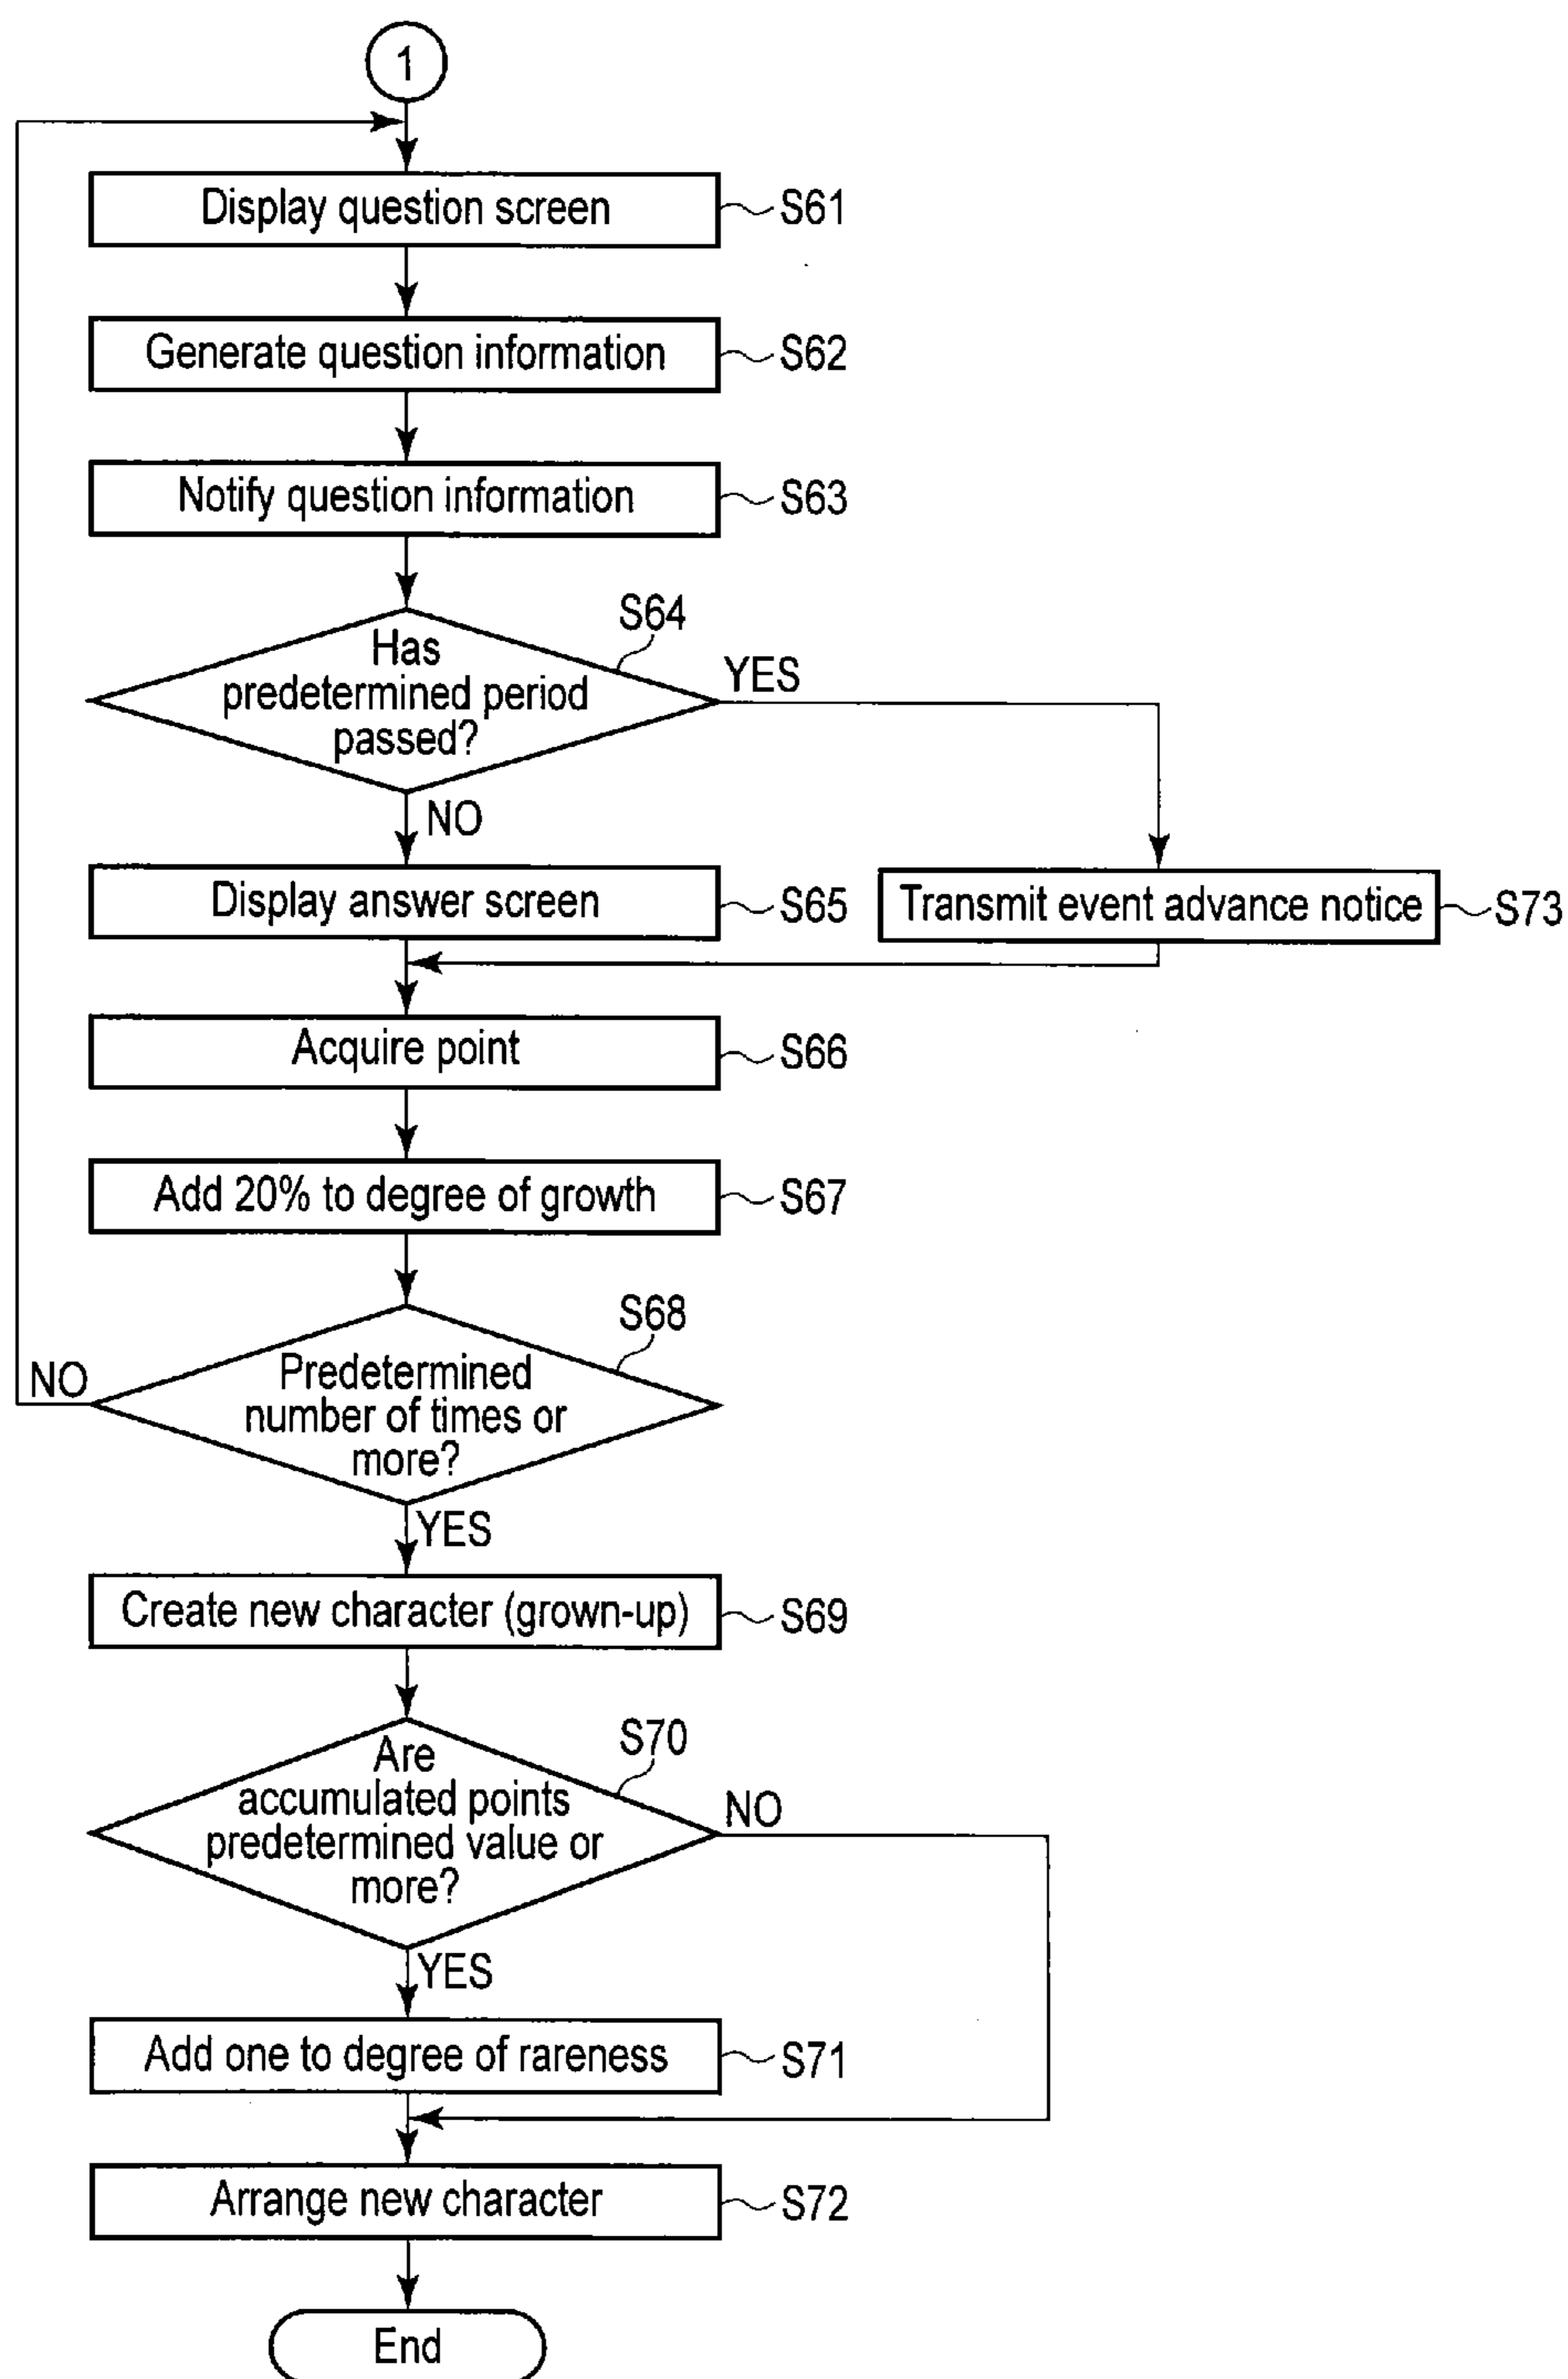 1
Display question screen
S61
Generate question information
S62
Notify question information
S63
S64
Has
predetermined period
passed?
YES
NO
Display answer screen
S65
Transmit event advance notice
S73
Acquire point
S66
Add 20% to degree of growth
S67
S68
Predetermined
number of times or
more?
NO
YES
Create new character (grown-up)
S69
S70
Are
accumulated points
predetermined value or
more?
NO
YES
Add one to degree of rareness
S71
Arrange new character
S72
End